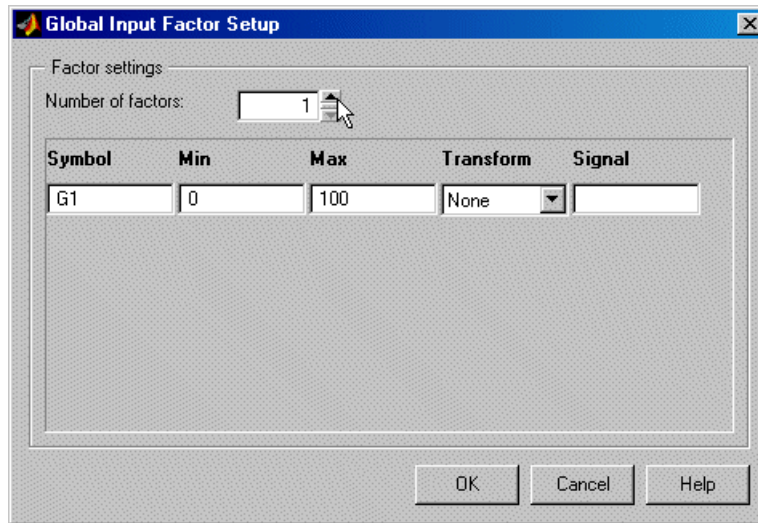 Global Input Factor Setup
Factor settings
Number of factors: 1
Symbol Min Max Transform Signal
G1 0 100 None
OK Cancel Help